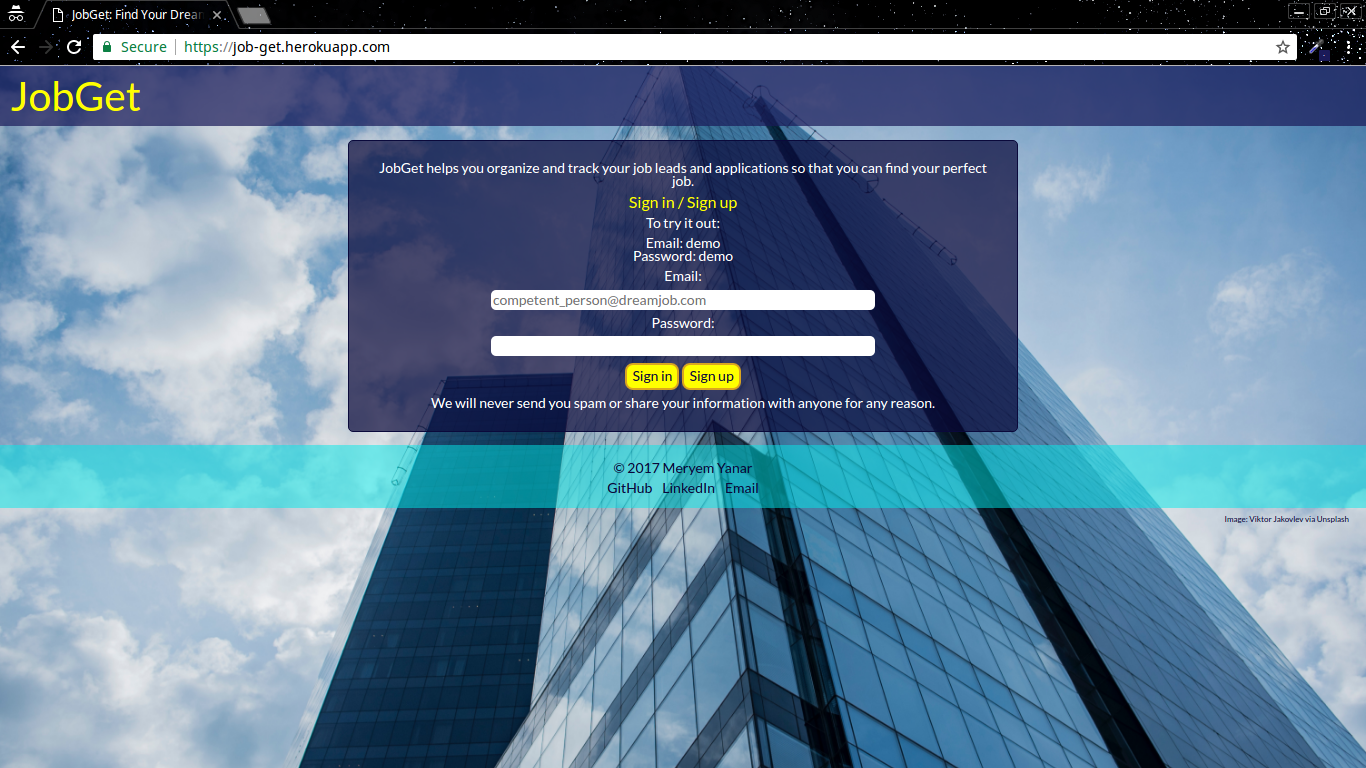 JobGet: Find Your Drea
Secure https://job-get.herokuapp.com
JobGet
JobGet helps you organize and track your job leads and applications so that you can find your perfect
job.
Sign in / Sign up
To try it out:
Email: demo
Password: demo
Email:
competent_person@dreamjob.com
Password:
Sign in Sign up
We will never send you spam or share your information with anyone for any reason.
© 2017 Meryem Yanar
GitHub LinkedIn Email
Image: Viktor Jakovlev via Unsplash